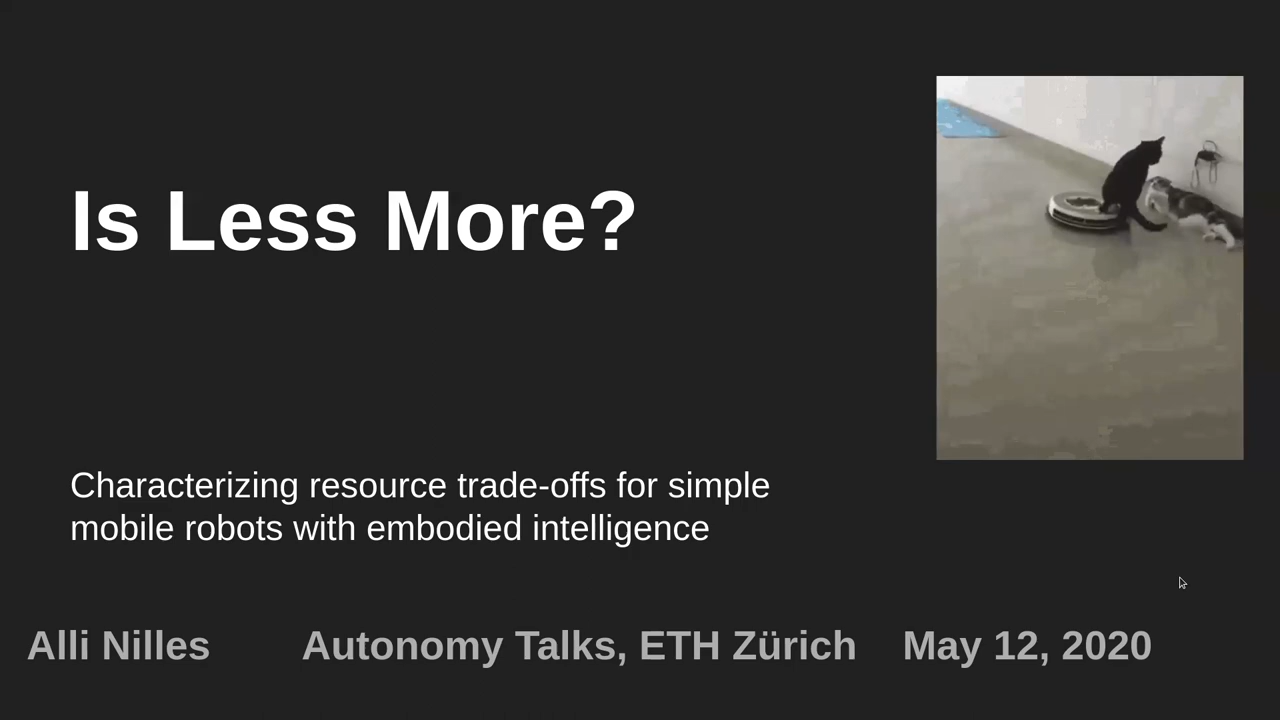 Is Less More?
Characterizing resource trade-offs for simple
mobile robots with embodied intelligence
Alli Nilles Autonomy Talks, ETH Zürich May 12, 2020